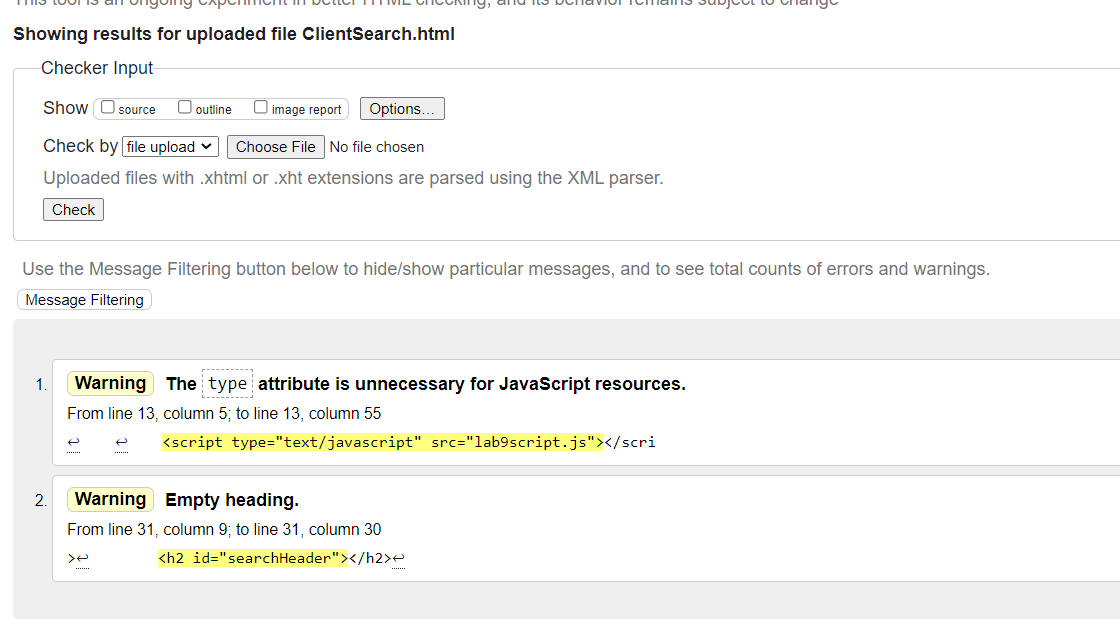 This tool is an ongoing experiment in better HTML checking, and its behavior remains subject to change
Showing results for uploaded file ClientSearch.html
Checker Input
Show source outline image report Options...
Check by file upload Choose File No file chosen
Uploaded files with .xhtml or .xht extensions are parsed using the XML parser.
Check
Use the Message Filtering button below to hide/show particular messages, and to see total counts of errors and warnings.
Message Filtering
1. Warning The type attribute is unnecessary for JavaScript resources.
From line 13, column 5; to line 13, column 55
↩ ↩ <script type="text/javascript" src="lab9script.js"></scri
2. Warning Empty heading.
From line 31, column 9; to line 31, column 30
>↩ <h2 id="searchHeader"></h2>↩